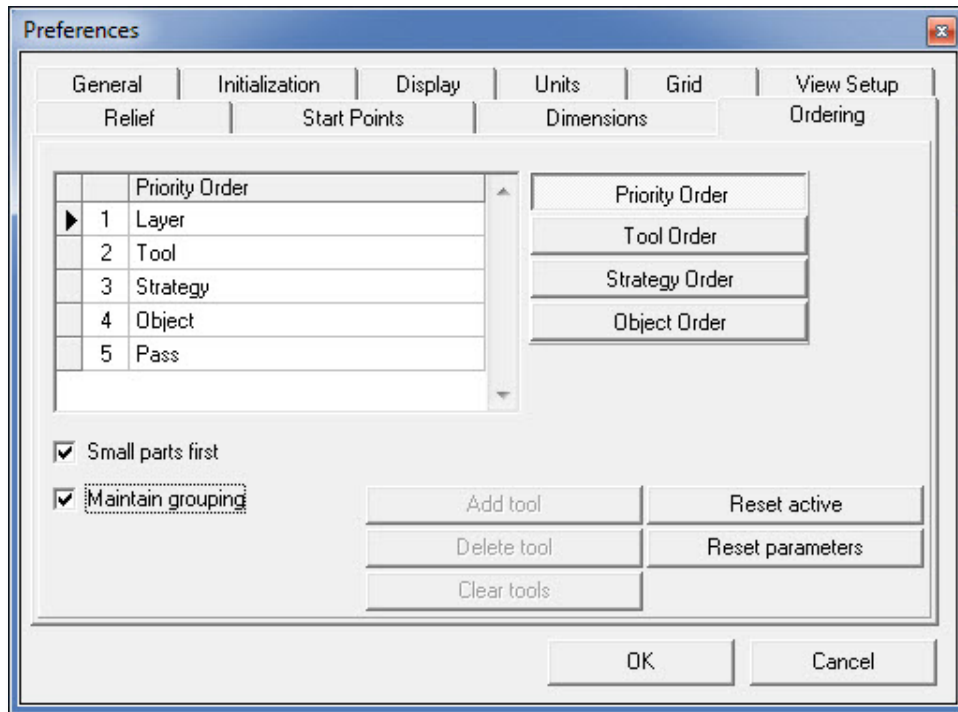 Preferences
General Initialization Display Units Grid View Setup
Relief Start Points Dimensions Ordering
Priority Order
1 Layer
2 Tool
3 Strategy
4 Object
5 Pass
Priority Order
Tool Order
Strategy Order
Object Order
Small parts first
Maintain grouping
Add tool Reset active
Delete tool Reset parameters
Clear tools
OK Cancel